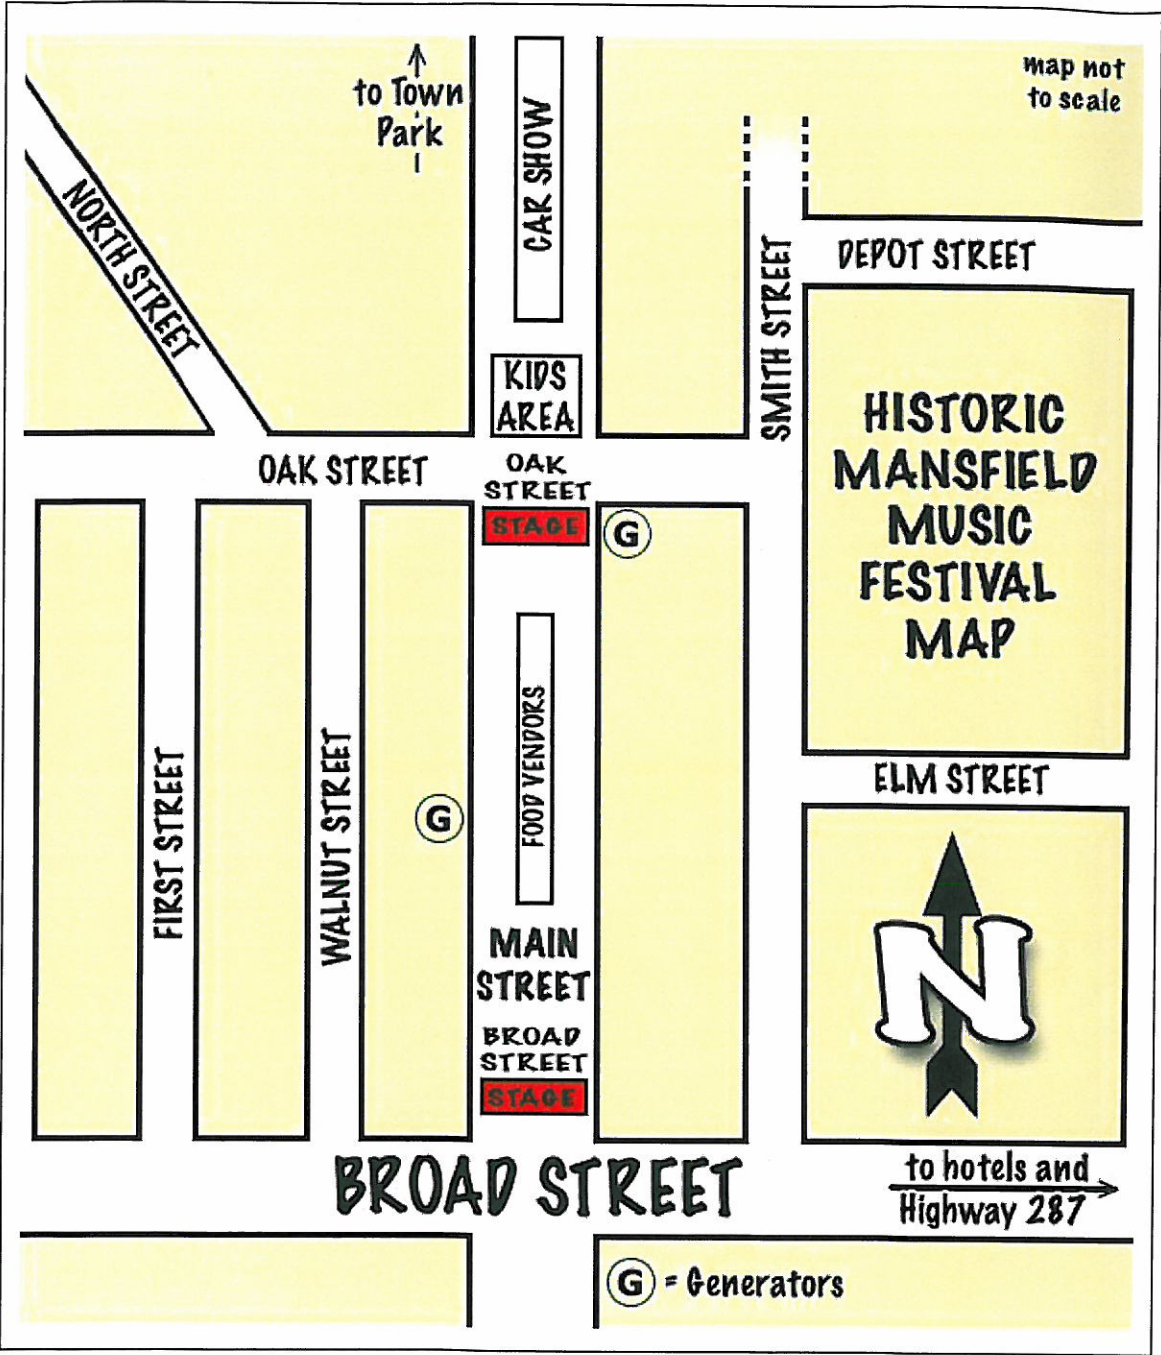 to Town
Park
map not
to scale
CAR SHOW
NORTH STREET
SMITH STREET
DEPOT STREET
KIDS
AREA
HISTORIC
MANSFIELD
MUSIC
FESTIVAL
MAP
OAK STREET
OAK
STREET
STAGE
G
FOOD VENDORS
FIRST STREET
WALNUT STREET
G
ELM STREET
N
MAIN
STREET
BROAD
STREET
STAGE
BROAD STREET
to hotels and
Highway 287
G = Generators